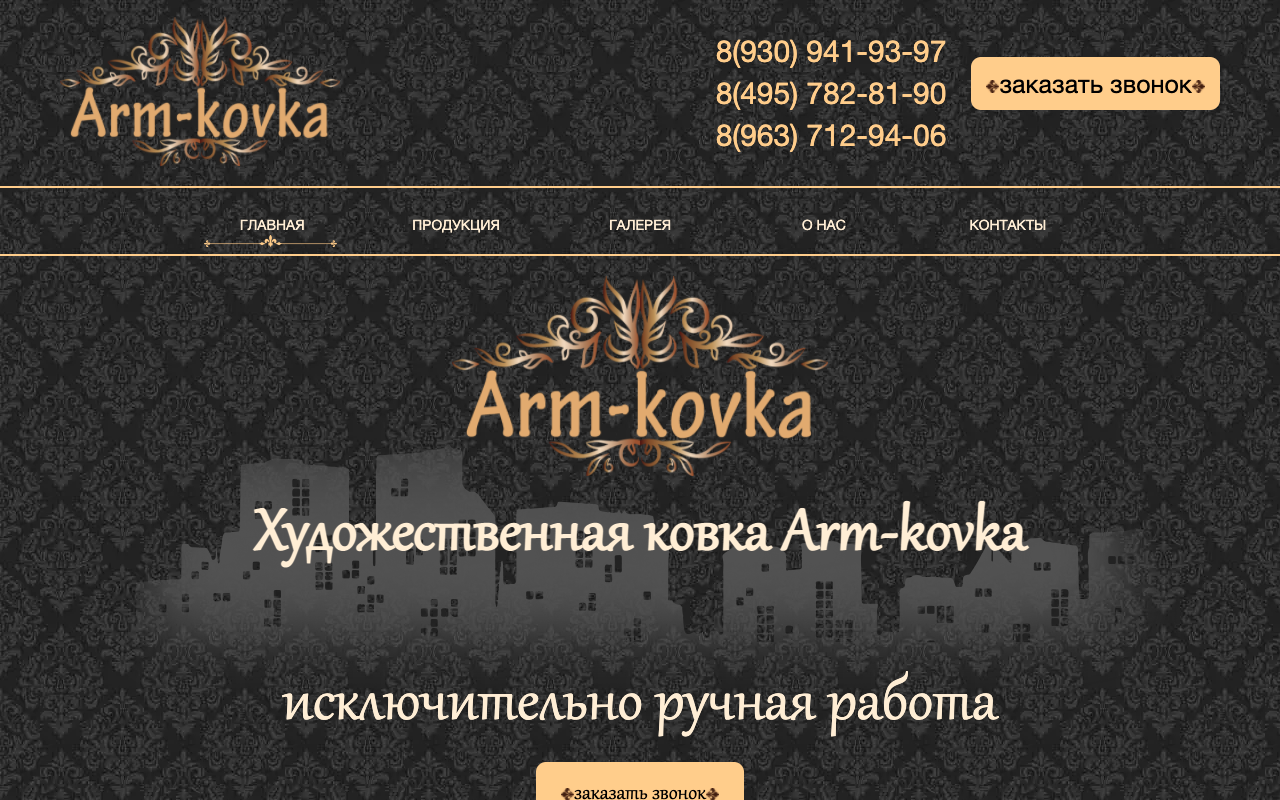 Arm-kovka
8(930) 941-93-97
8(495) 782-81-90
8(963) 712-94-06
заказать звонок
ГЛАВНАЯ
ПРОДУКЦИЯ
ГАЛЕРЕЯ
О НАС
КОНТАКТЫ
Arm-kovka
Художественная ковка Arm-kovka
исключительно ручная работа
заказать звонок